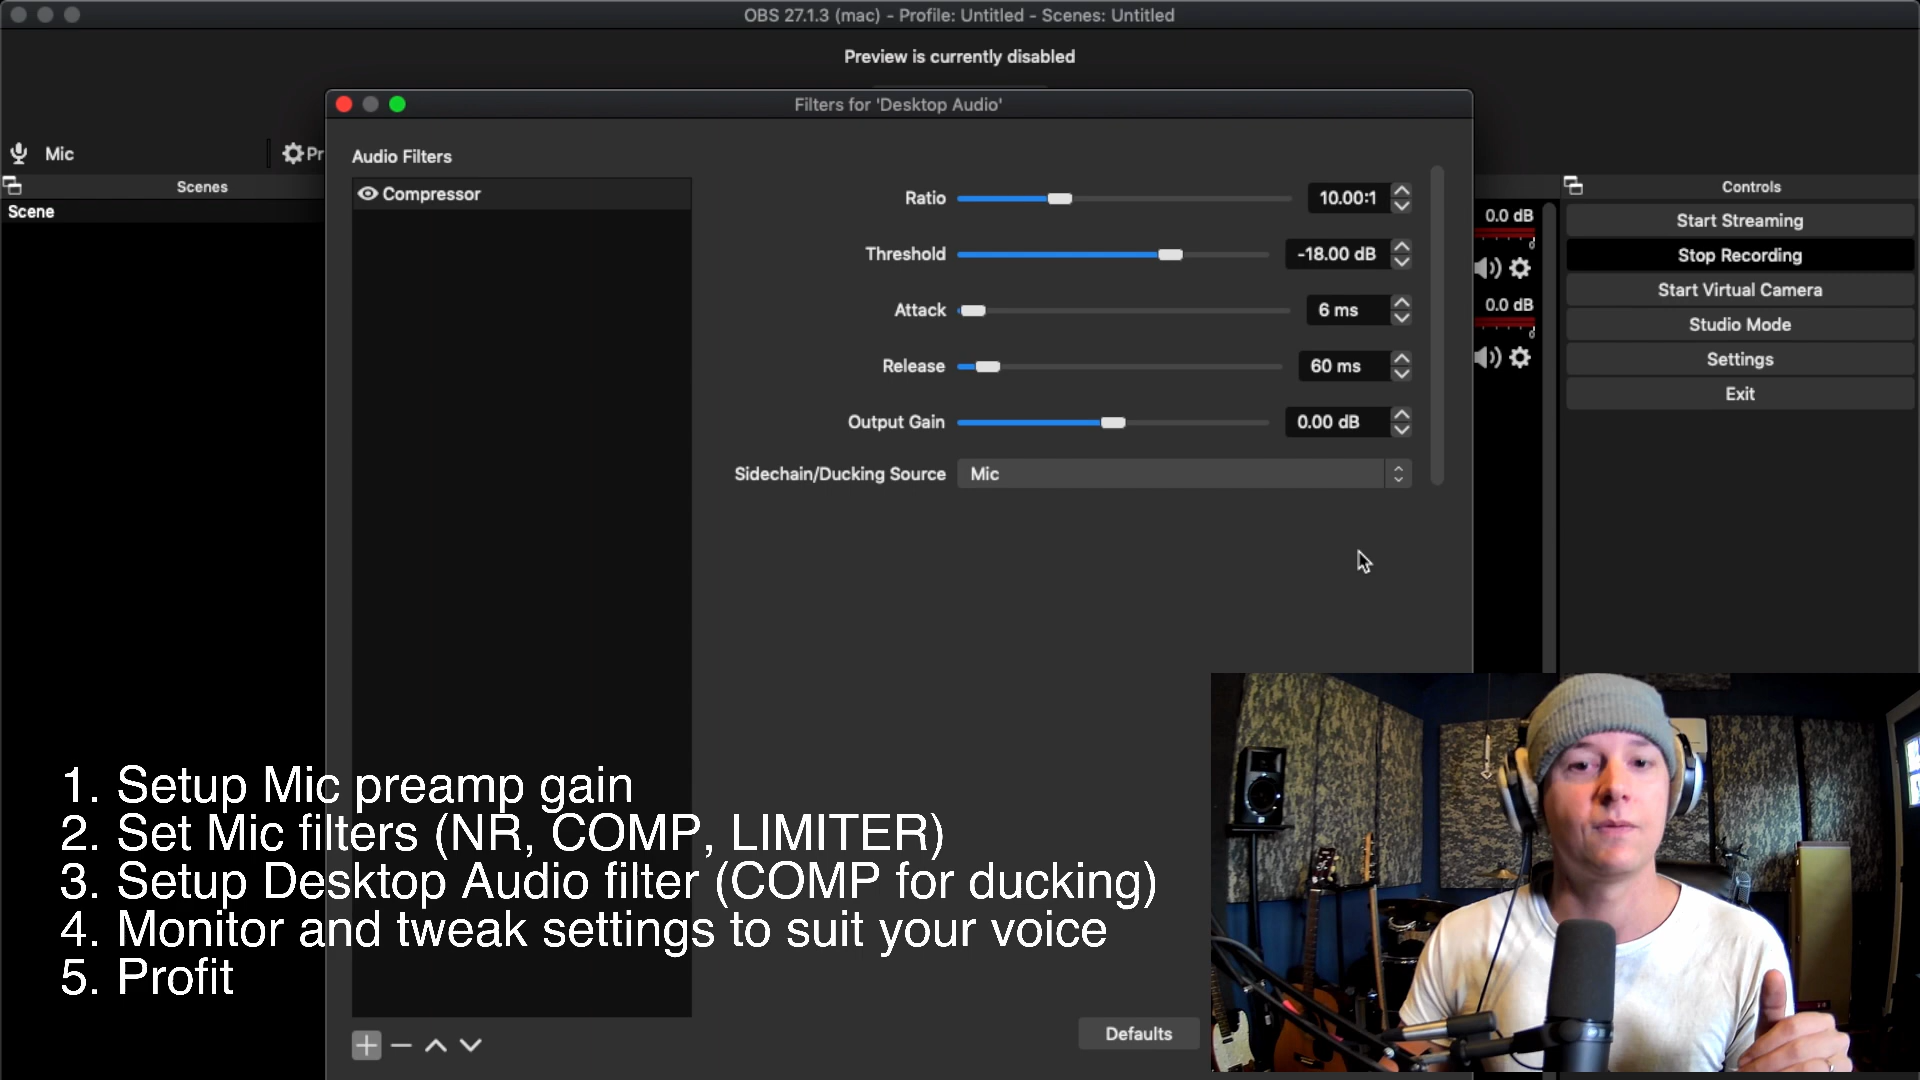 OBS 27.1.3 (mac) - Profile: Untitled - Scenes: Untitled
Preview is currently disabled
Filters for 'Desktop Audio'
Mic
Pr
Audio Filters
Compressor
Scenes
Scene
Ratio 10.00:1
Threshold -18.00 dB
Attack 6 ms
Release 60 ms
Output Gain 0.00 dB
Sidechain/Ducking Source Mic
0.0 dB
0.0 dB
Controls
Start Streaming
Stop Recording
Start Virtual Camera
Studio Mode
Settings
Exit
1. Setup Mic preamp gain
2. Set Mic filters (NR, COMP, LIMITER)
3. Setup Desktop Audio filter (COMP for ducking)
4. Monitor and tweak settings to suit your voice
5. Profit
Defaults